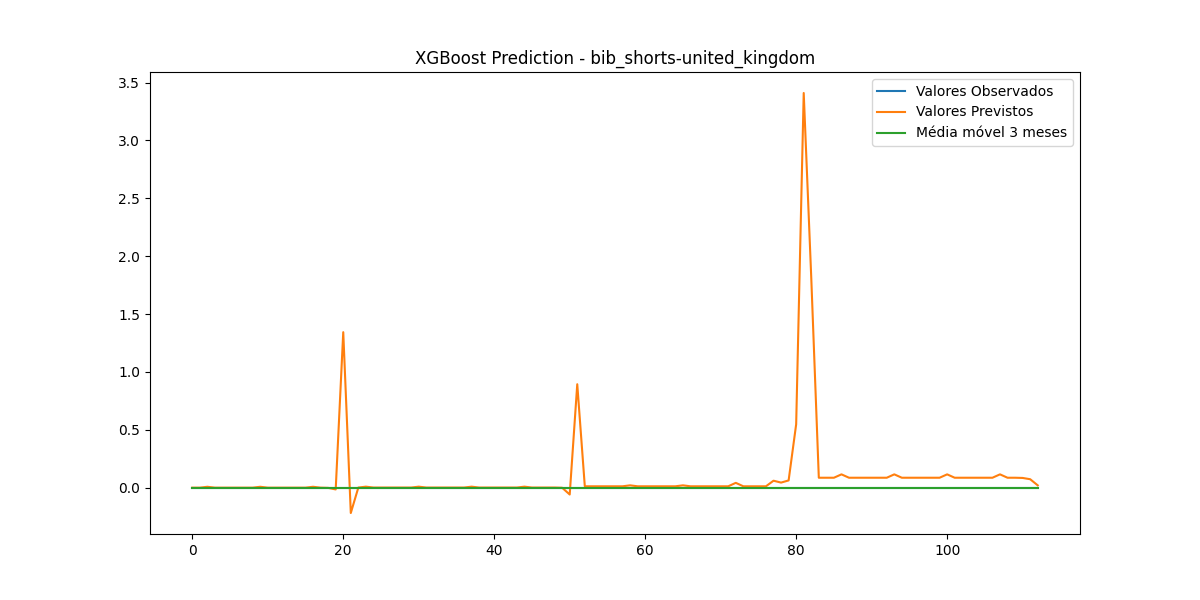 XGBoost Prediction - bib_shorts-united_kingdom
Valores Observados
Valores Previstos
Média móvel 3 meses
3.5
3.0
2.5
2.0
1.5
1.0
0.5
0.0
0 20 40 60 80 100